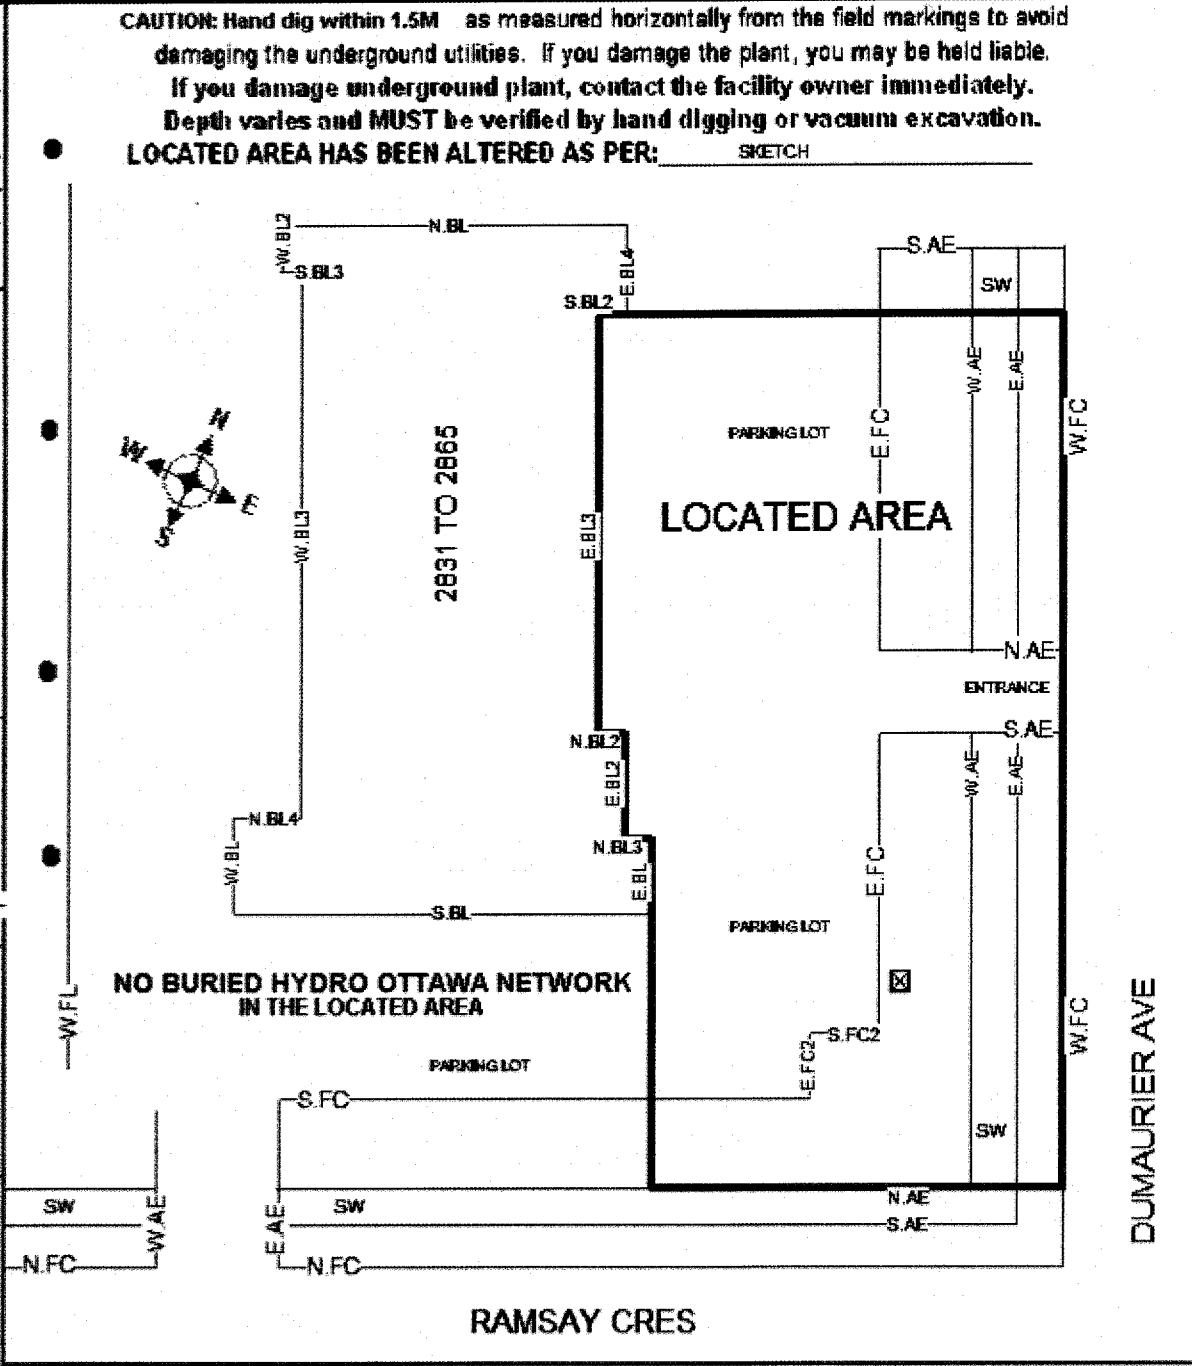 CAUTION: Hand dig within 1.5M as measured horizontally from the field markings to avoid
damaging the underground utilities. If you damage the plant, you may be held liable.
If you damage underground plant, contact the facility owner immediately.
Depth varies and MUST be verified by hand digging or vacuum excavation.
LOCATED AREA HAS BEEN ALTERED AS PER: SKETCH
W.BL2
N.BL
E.BL4
S.BL3
S.BL2
S.AE
SW
W.AE
E.AE
W.FC
E.FC
PARKING LOT
N
W
E
S
2831 TO 2865
LOCATED AREA
W.BL3
E.BL3
N.AE
ENTRANCE
S.AE
N.BL2
E.BL2
W.AE
E.AE
N.BL4
N.BL3
W.BL
E.BL
E.FC
S.BL
PARKING LOT
NO BURIED HYDRO OTTAWA NETWORK
IN THE LOCATED AREA
W.FL
W.FC
DUMAURIER AVE
S.FC2
E.FC2
PARKING LOT
S.FC
SW
SW
W.AE
E.AE
SW
N.AE
S.AE
N.FC
N.FC
RAMSAY CRES